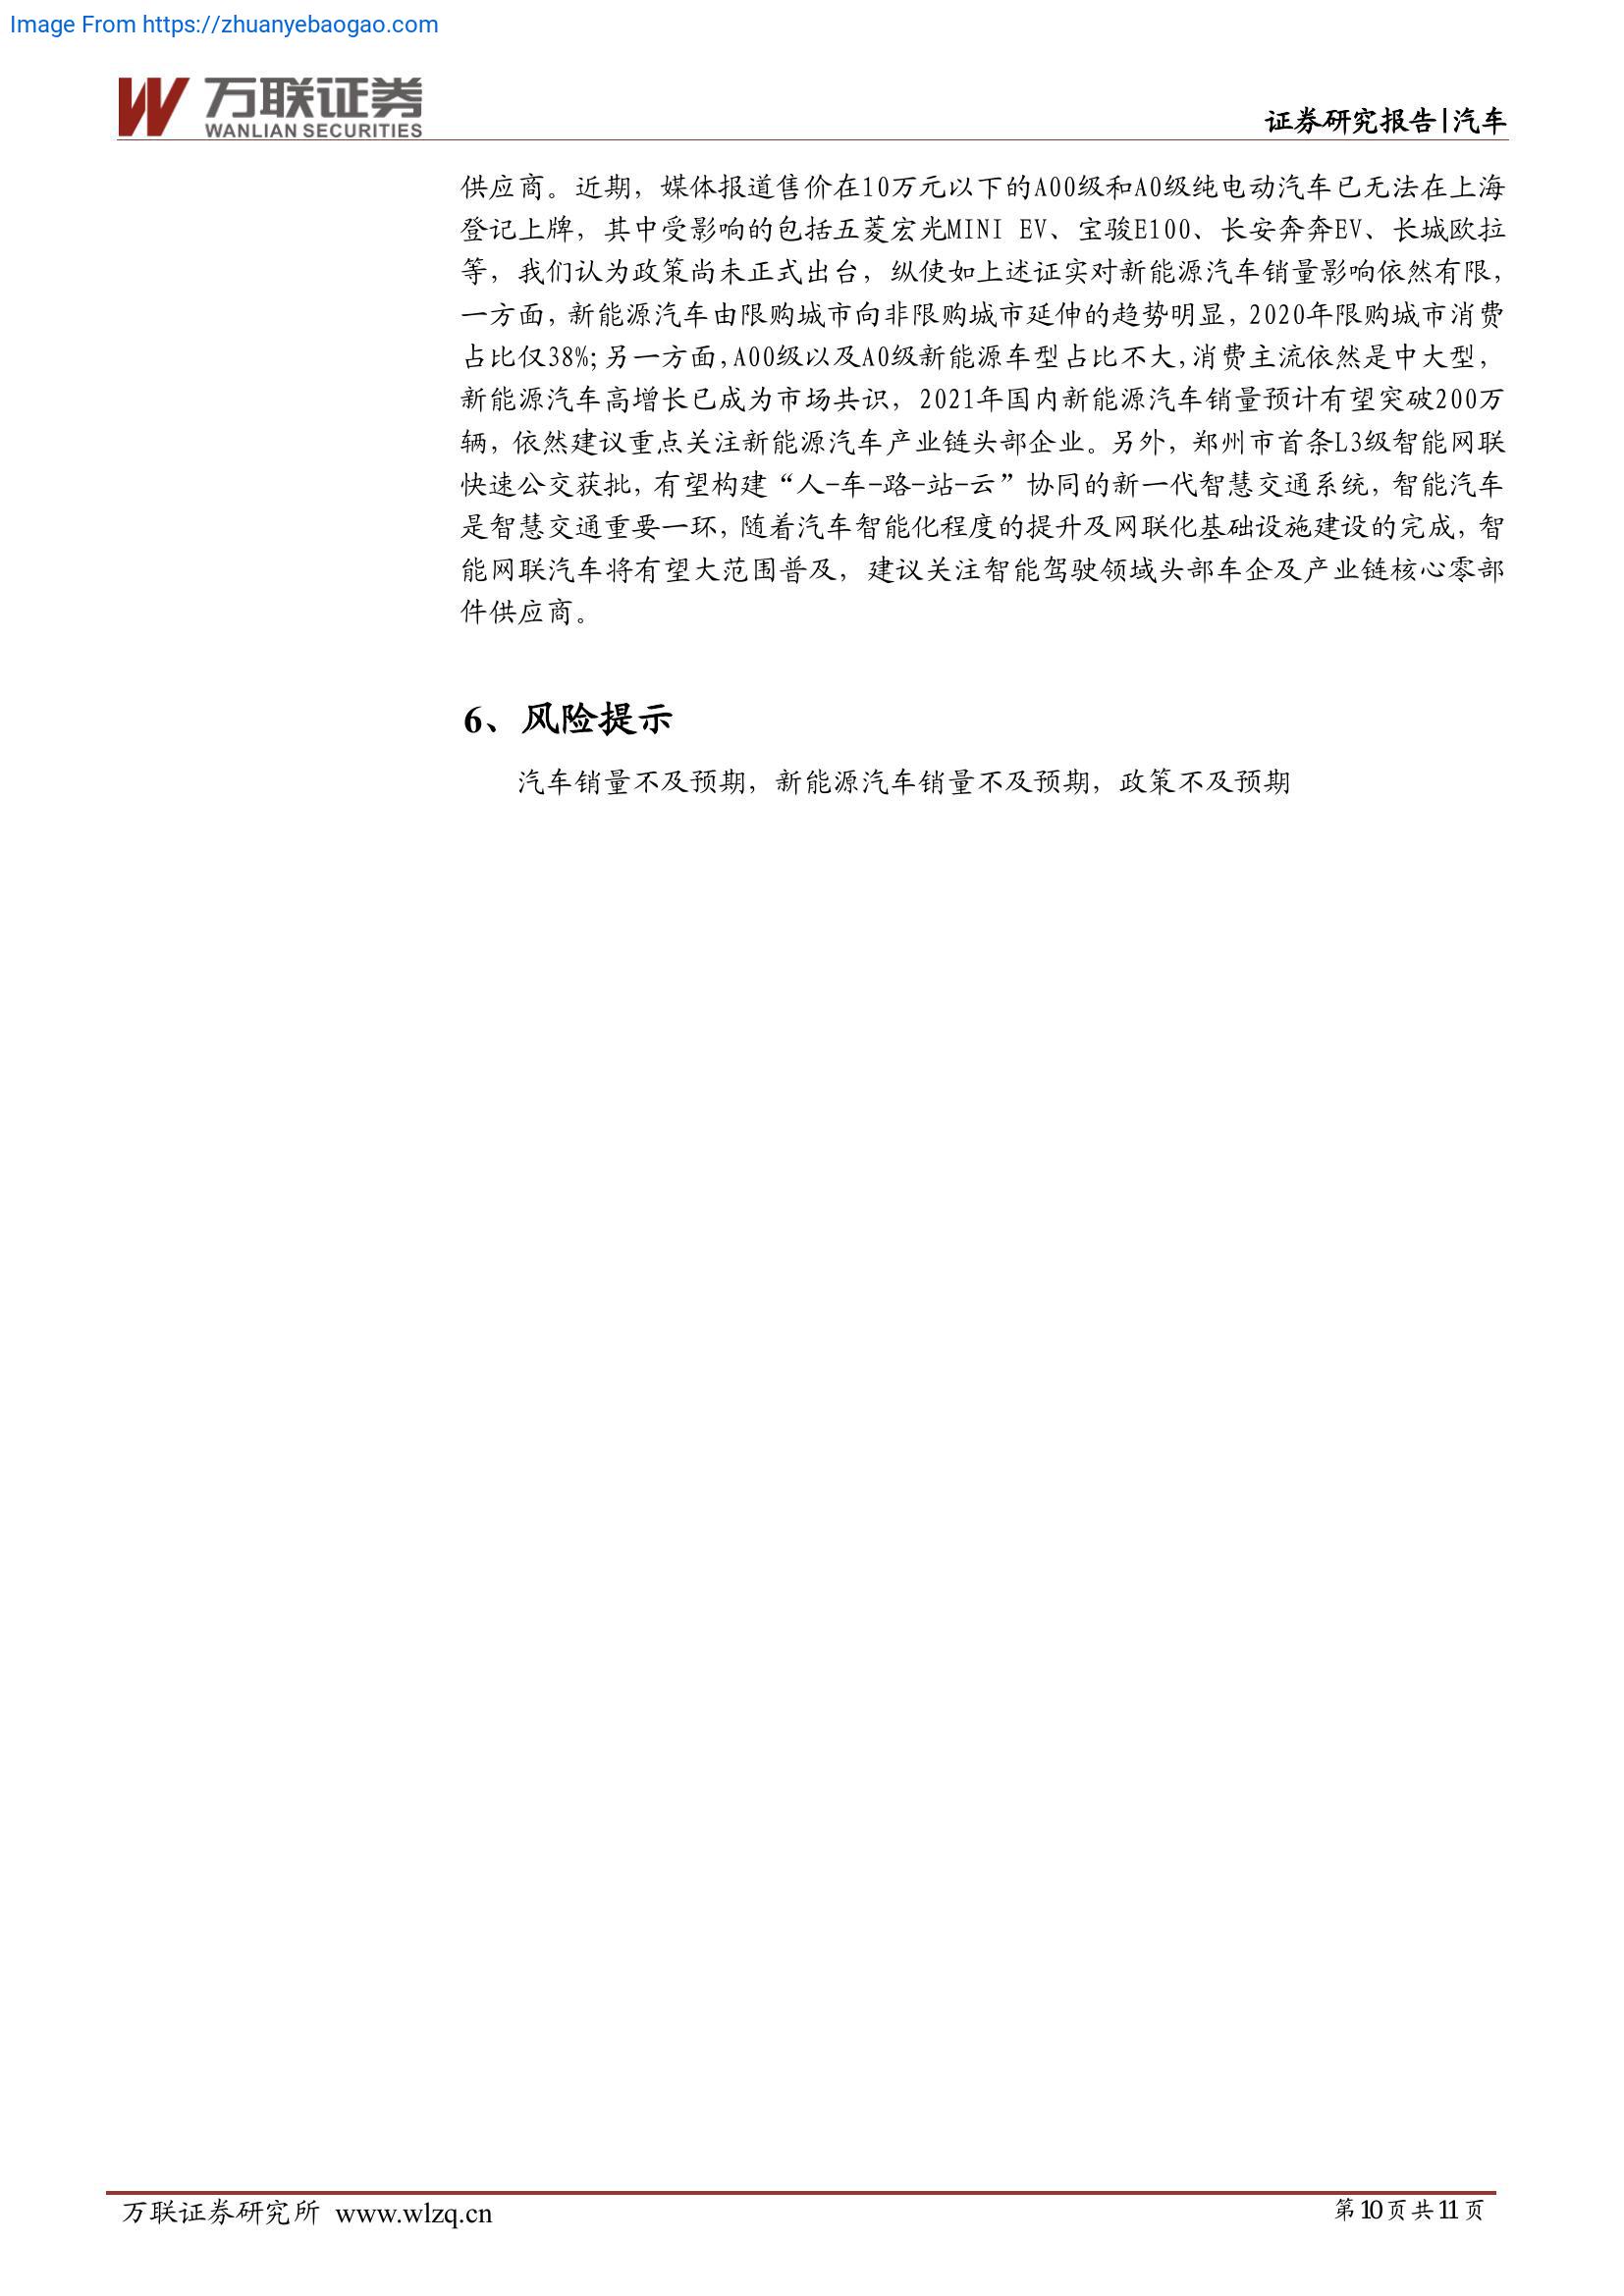 Image From https://zhuanyebaogao.com
万联证券
WANLIAN SECURITIES
证券研究报告|汽车
供应商。近期，媒体报道售价在10万元以下的A00级和A0级纯电动汽车已无法在上海
登记上牌，其中受影响的包括五菱宏光MINI EV、宝骏E100、长安奔奔EV、长城欧拉
等，我们认为政策尚未正式出台，纵使如上述证实对新能源汽车销量影响依然有限，
一方面，新能源汽车由限购城市向非限购城市延伸的趋势明显，2020年限购城市消费
占比仅38%；另一方面，A00级以及A0级新能源车型占比不大，消费主流依然是中大型，
新能源汽车高增长已成为市场共识，2021年国内新能源汽车销量预计有望突破200万
辆，依然建议重点关注新能源汽车产业链头部企业。另外，郑州市首条L3级智能网联
快速公交获批，有望构建“人-车-路-站-云”协同的新一代智慧交通系统，智能汽车
是智慧交通重要一环，随着汽车智能化程度的提升及网联化基础设施建设的完成，智
能网联汽车将有望大范围普及，建议关注智能驾驶领域头部车企及产业链核心零部
件供应商。
6、风险提示
汽车销量不及预期，新能源汽车销量不及预期，政策不及预期
万联证券研究所 www.wlzq.cn
第10页共11页